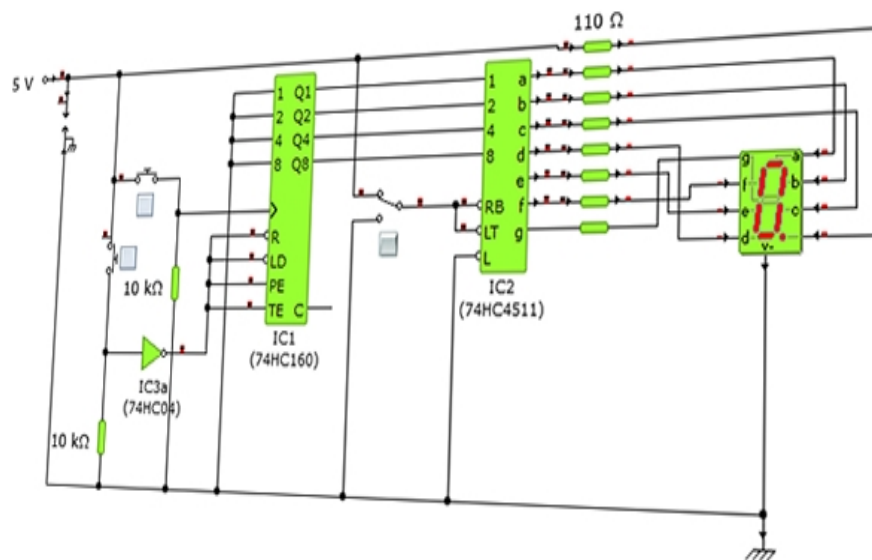 110 Ω
5 V
1 Q1
2 Q2
4 Q4
8 Q8
R
LD
PE
TE C
IC1
(74HC160)
1 a
2 b
4 c
8 d
e
RB f
LT g
L
IC2
(74HC4511)
g a
f b
e c
d
V+
10 kΩ
IC3a
(74HC04)
10 kΩ